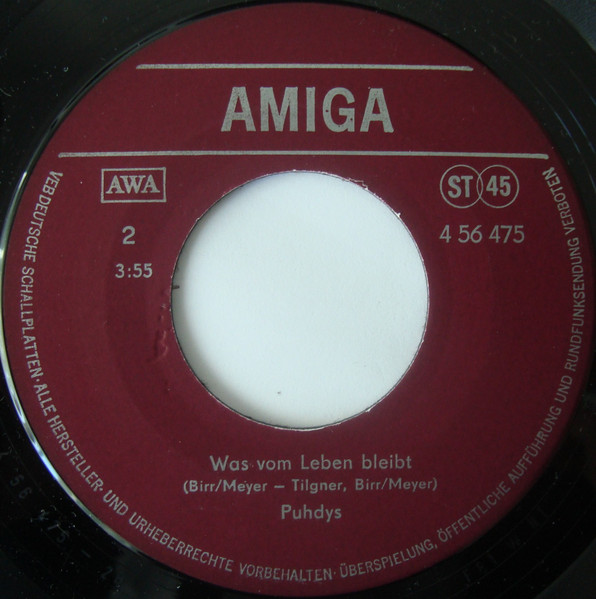 AMIGA
AWA
ST 45
2
4 56 475
3:55
Was vom Leben bleibt
(Birr/Meyer – Tilgner, Birr/Meyer)
Puhdys
VEB DEUTSCHE SCHALLPLATTEN · ALLE HERSTELLER- UND URHEBERRECHTE VORBEHALTEN · ÜBERSPIELUNG, ÖFFENTLICHE AUFFÜHRUNG UND RUNDFUNKSENDUNG VERBOTEN